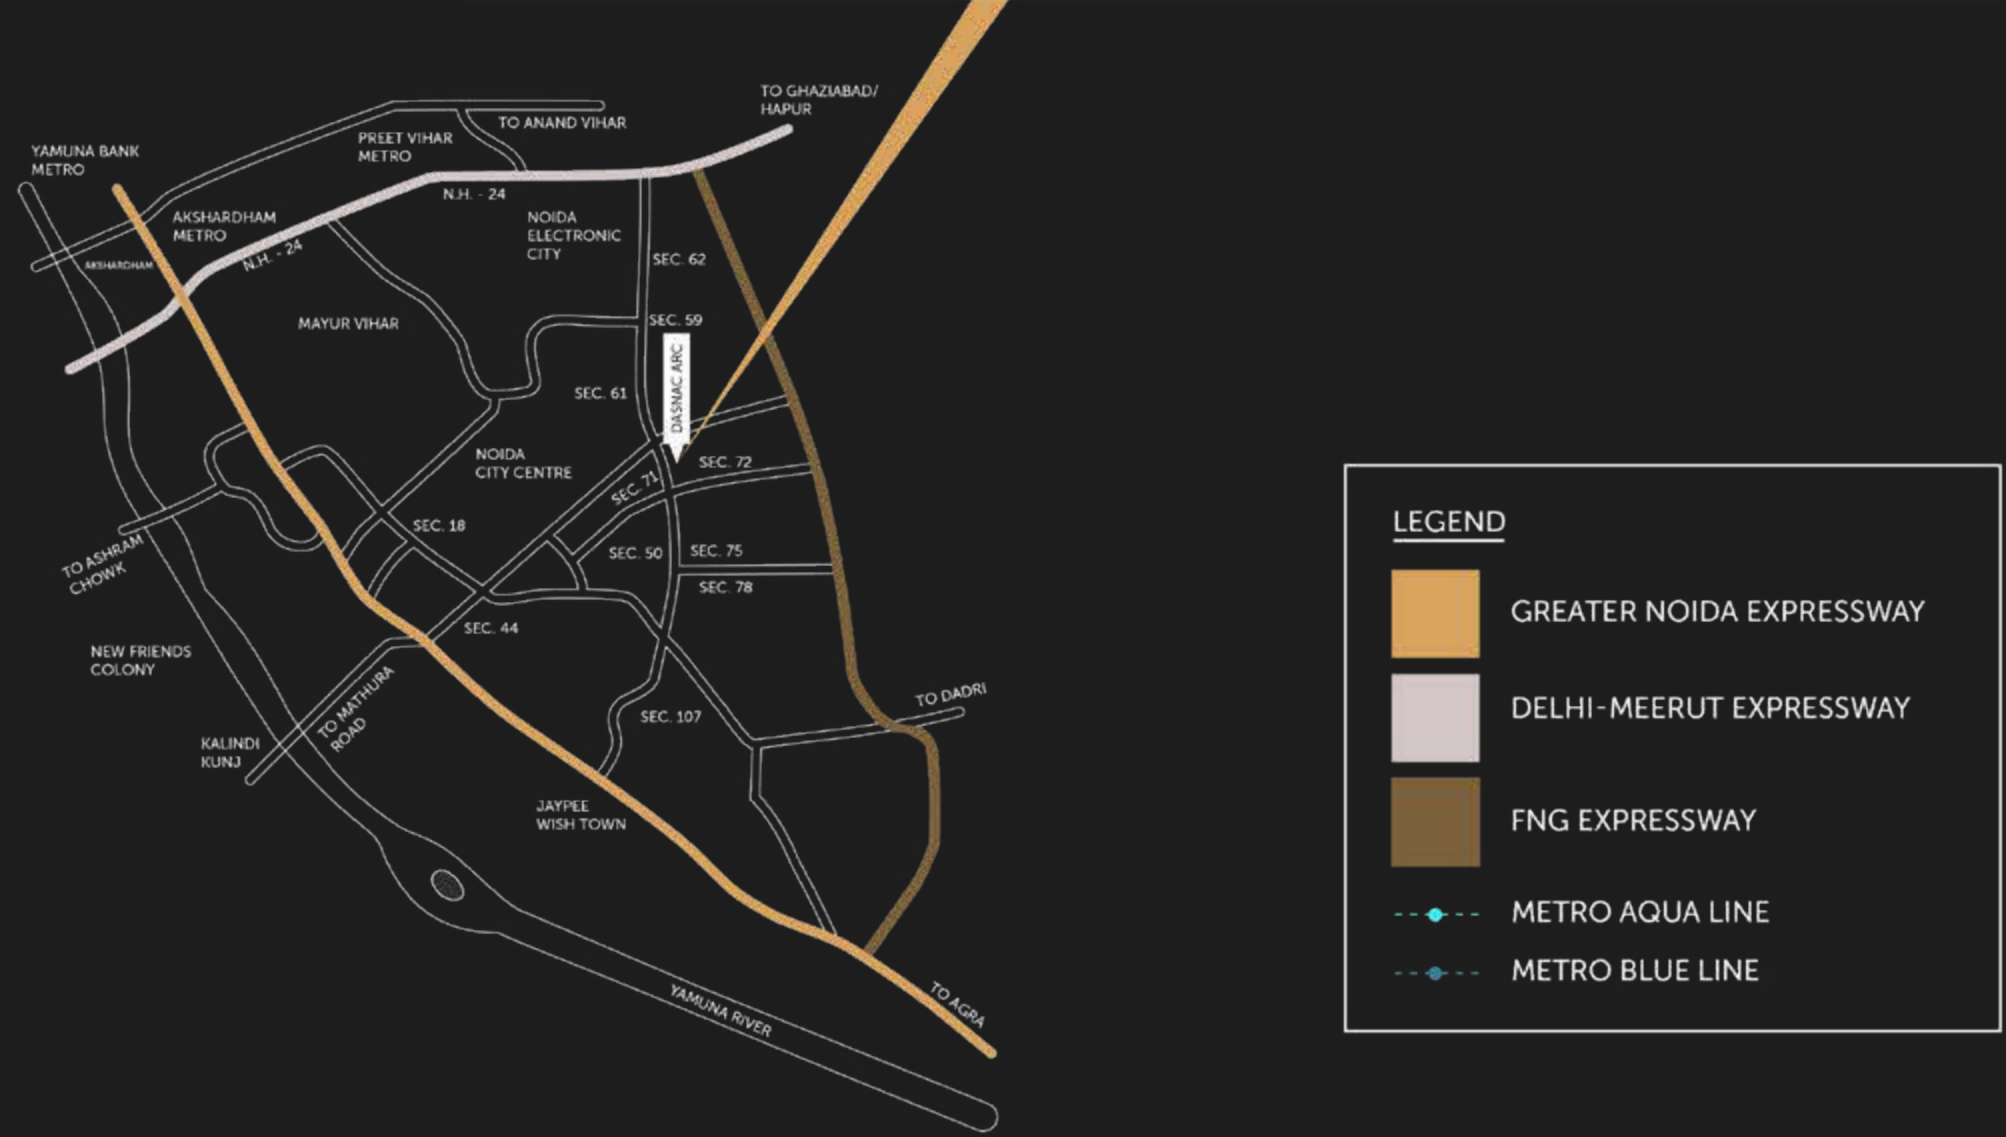 TO GHAZIABAD/
HAPUR
TO ANAND VIHAR
PREET VIHAR
METRO
YAMUNA BANK
METRO
N.H. - 24
AKSHARDHAM
METRO
NOIDA
ELECTRONIC
CITY
N.H. - 24
AKSHARDHAM
SEC. 62
MAYUR VIHAR
SEC. 59
DASNAC ARC
SEC. 61
NOIDA
CITY CENTRE
SEC. 72
SEC. 71
SEC. 18
SEC. 50
SEC. 75
SEC. 78
TO ASHRAM
CHOWK
SEC. 44
NEW FRIENDS
COLONY
TO MATHURA
ROAD
TO DADRI
SEC. 107
KALINDI
KUNJ
JAYPEE
WISH TOWN
YAMUNA RIVER
TO AGRA
LEGEND
GREATER NOIDA EXPRESSWAY
DELHI-MEERUT EXPRESSWAY
FNG EXPRESSWAY
METRO AQUA LINE
METRO BLUE LINE